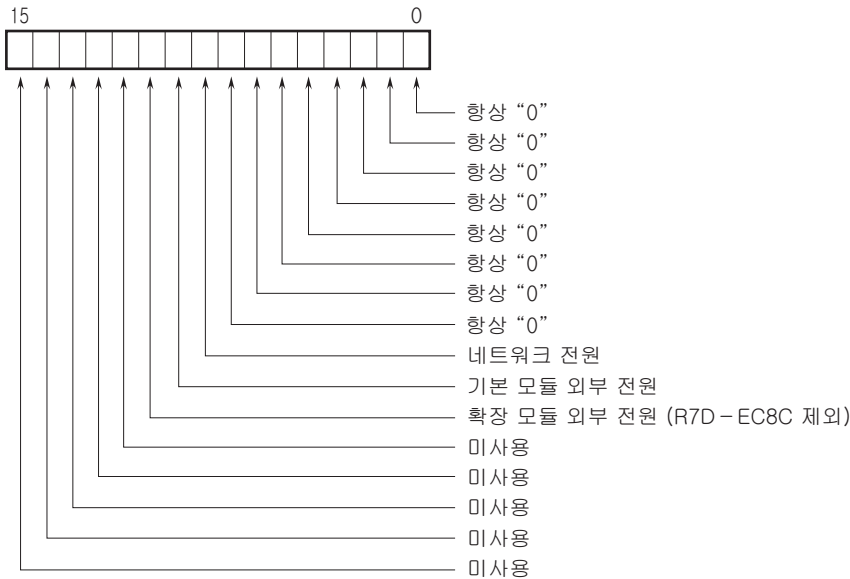 15 0
항상 “0”
항상 “0”
항상 “0”
항상 “0”
항상 “0”
항상 “0”
항상 “0”
항상 “0”
네트워크 전원
기본 모듈 외부 전원
확장 모듈 외부 전원 (R7D－EC8C 제외)
미사용
미사용
미사용
미사용
미사용